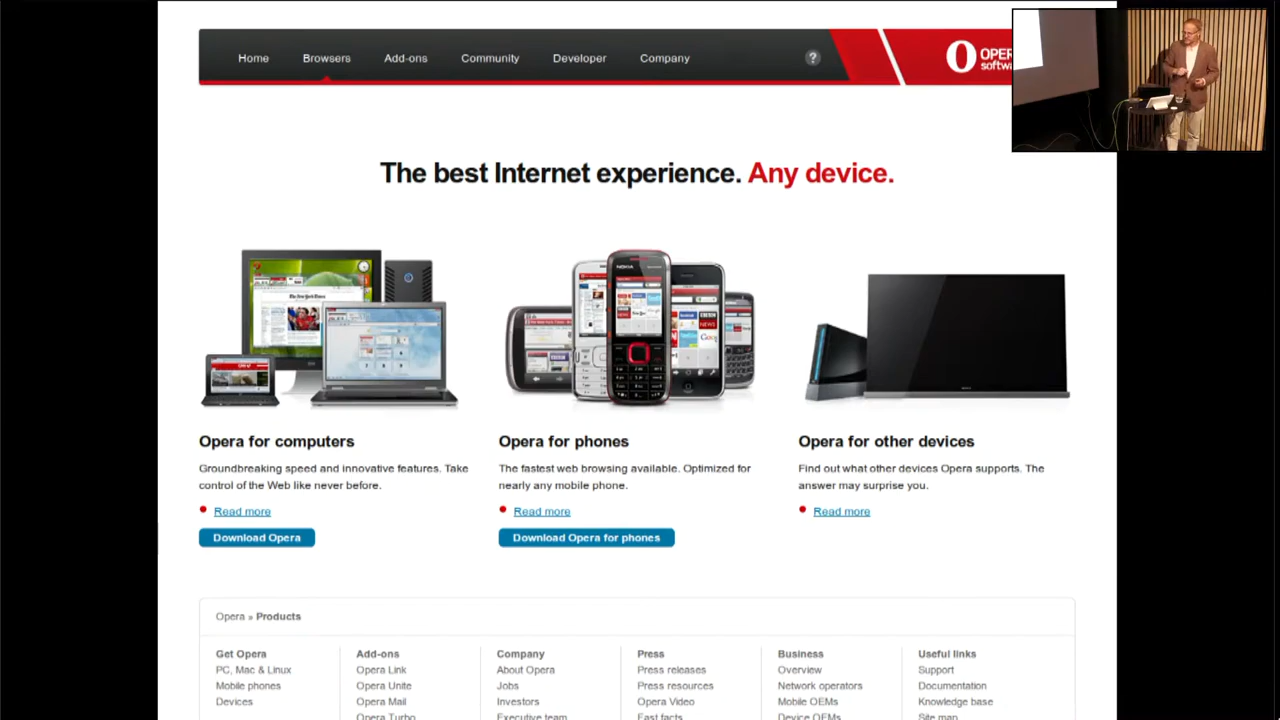 Home Browsers Add-ons Community Developer Company ?
OPER
softw
The best Internet experience. Any device.
NOKIA
BBC
NEWS
Opera for computers
Groundbreaking speed and innovative features. Take
control of the Web like never before.
Read more
Download Opera
Opera for phones
The fastest web browsing available. Optimized for
nearly any mobile phone.
Read more
Download Opera for phones
Opera for other devices
Find out what other devices Opera supports. The
answer may surprise you.
Read more
Opera » Products
Get Opera
PC, Mac & Linux
Mobile phones
Devices
Add-ons
Opera Link
Opera Unite
Opera Mail
Opera Turbo
Company
About Opera
Jobs
Investors
Executive team
Press
Press releases
Press resources
Opera Video
Fast facts
Business
Overview
Network operators
Mobile OEMs
Device OEMs
Useful links
Support
Documentation
Knowledge base
Site map